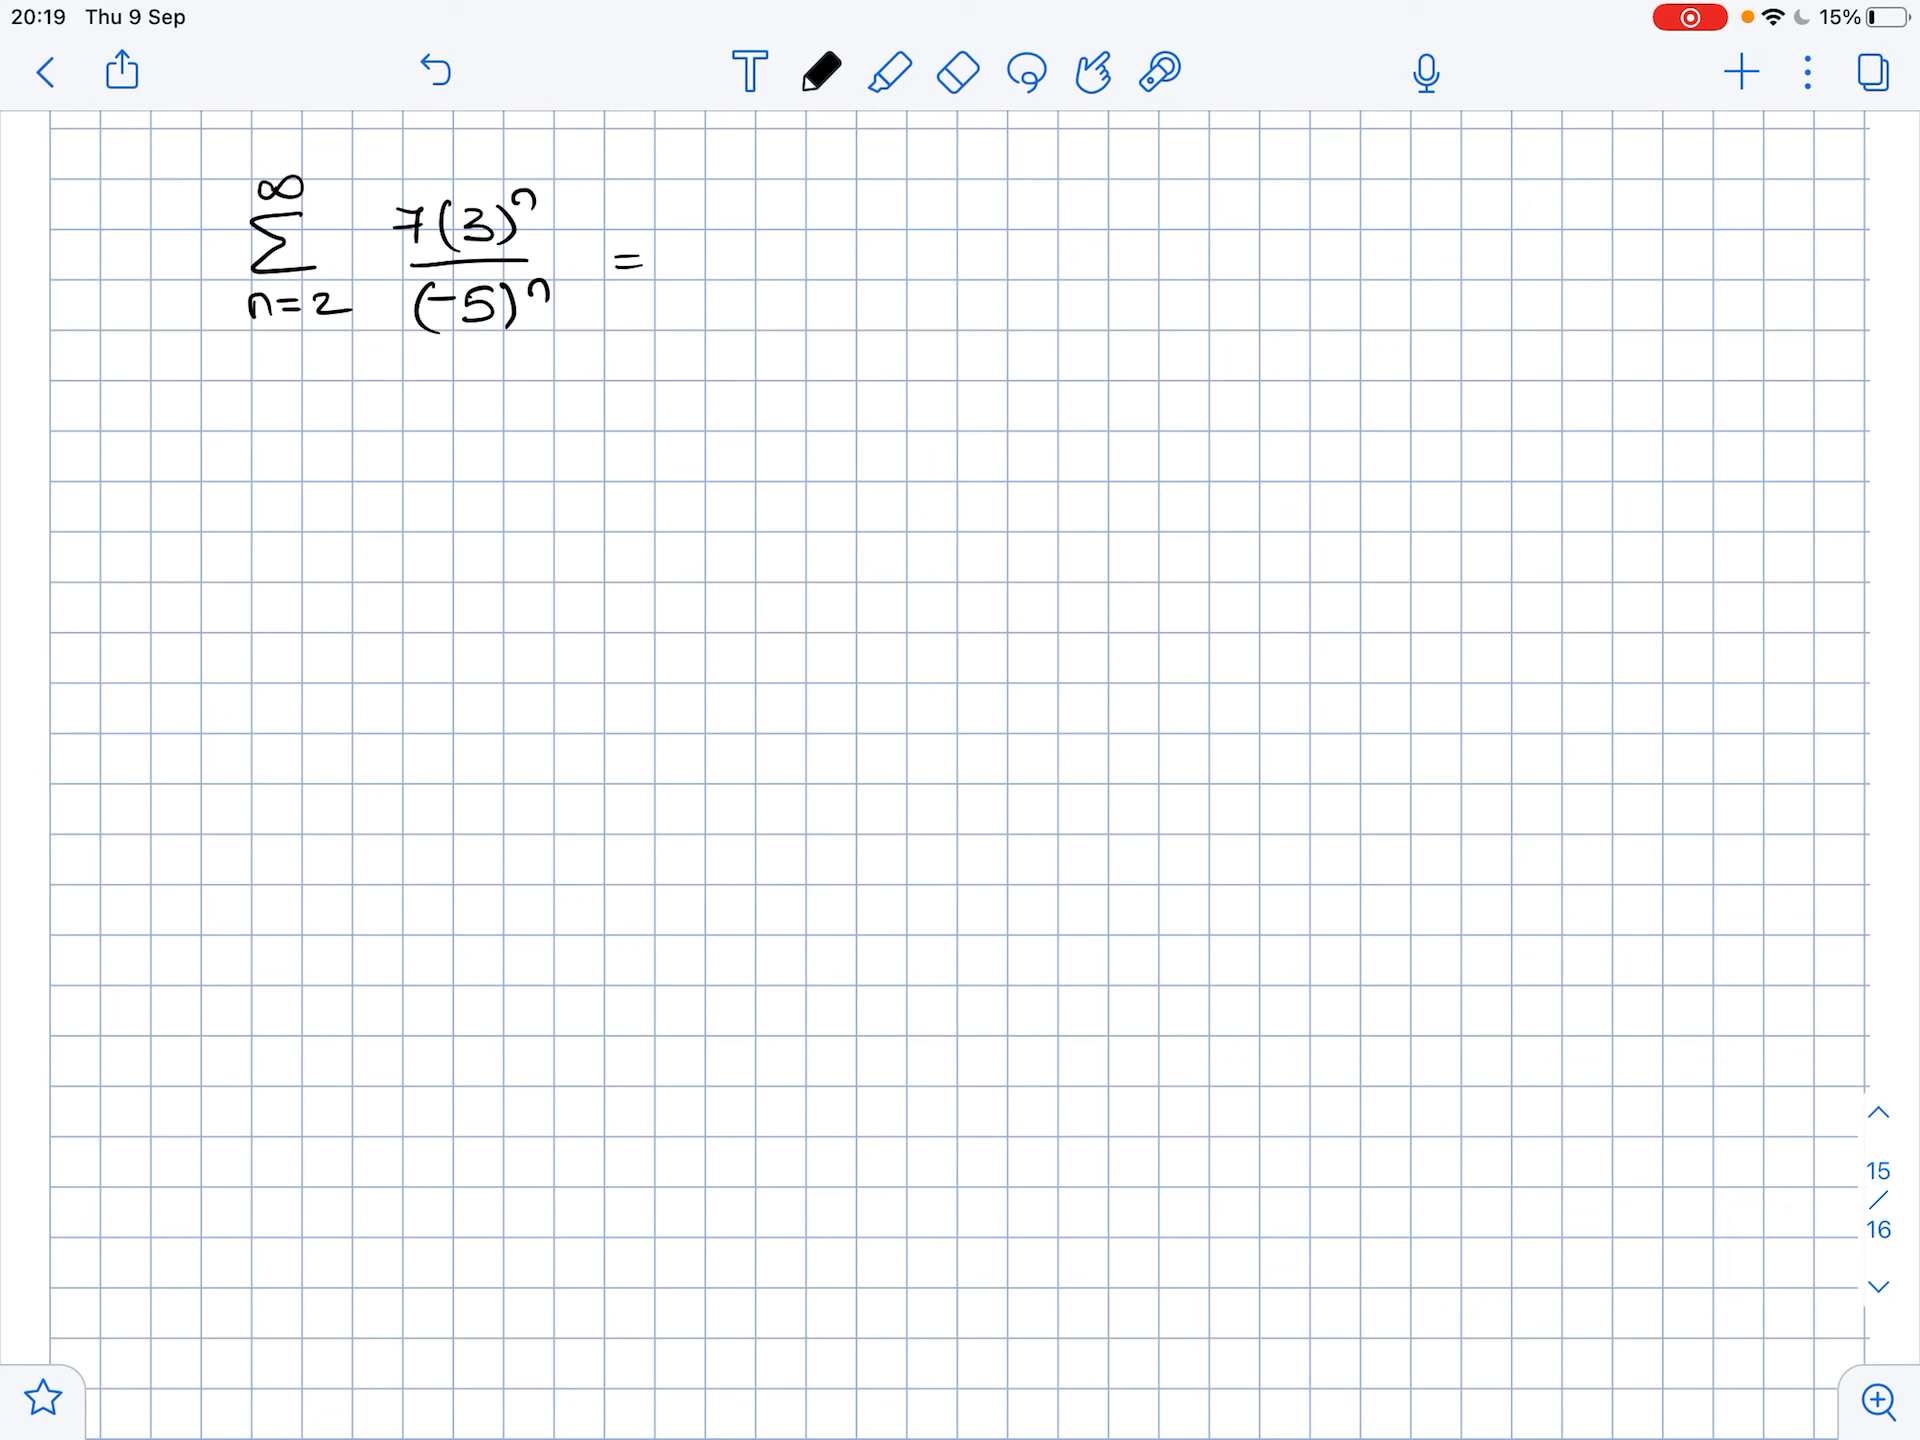 20:19 Thu 9 Sep 15%
T
∞
∑ 7(3)ⁿ
n=2 (-5)ⁿ =
15
/
16